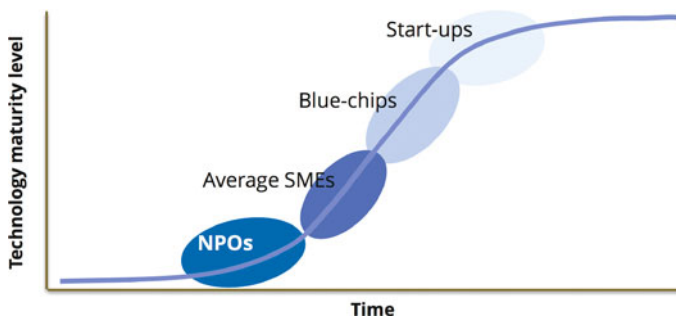 Start-ups
Blue-chips
Average SMEs
NPOs
Technology maturity level
Time